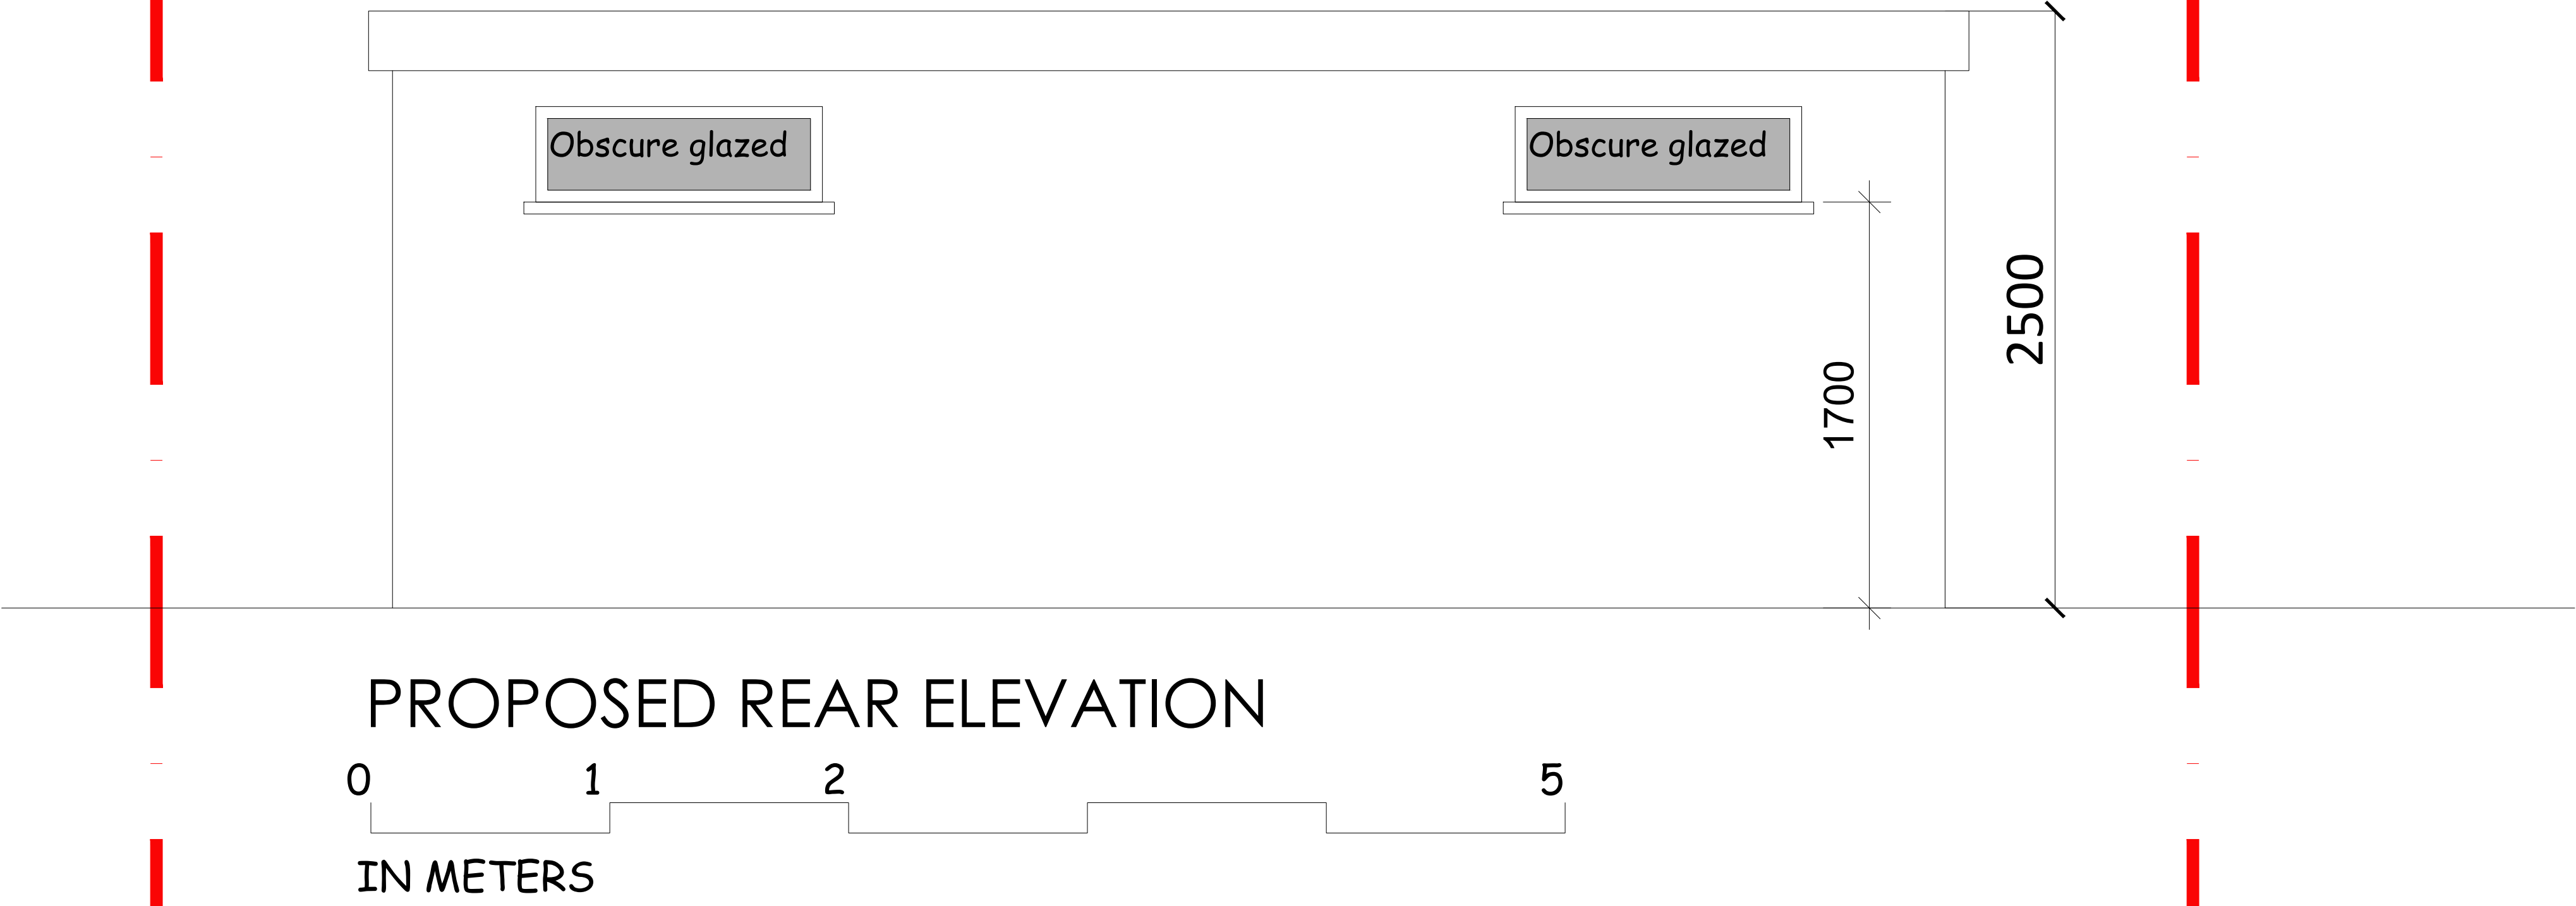 Obscure glazed
Obscure glazed
2500
1700
PROPOSED REAR ELEVATION
0 1 2 5
IN METERS